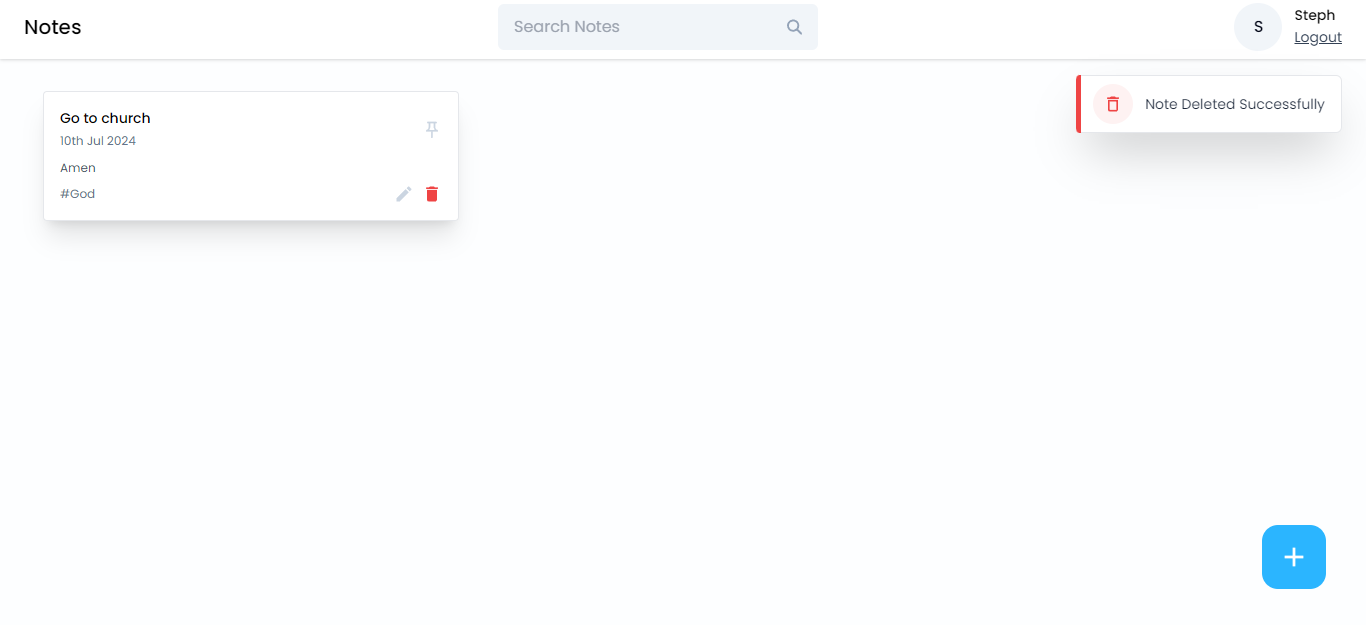 Notes
Search Notes
S
Steph
Logout
Note Deleted Successfully
Go to church
10th Jul 2024
Amen
#God